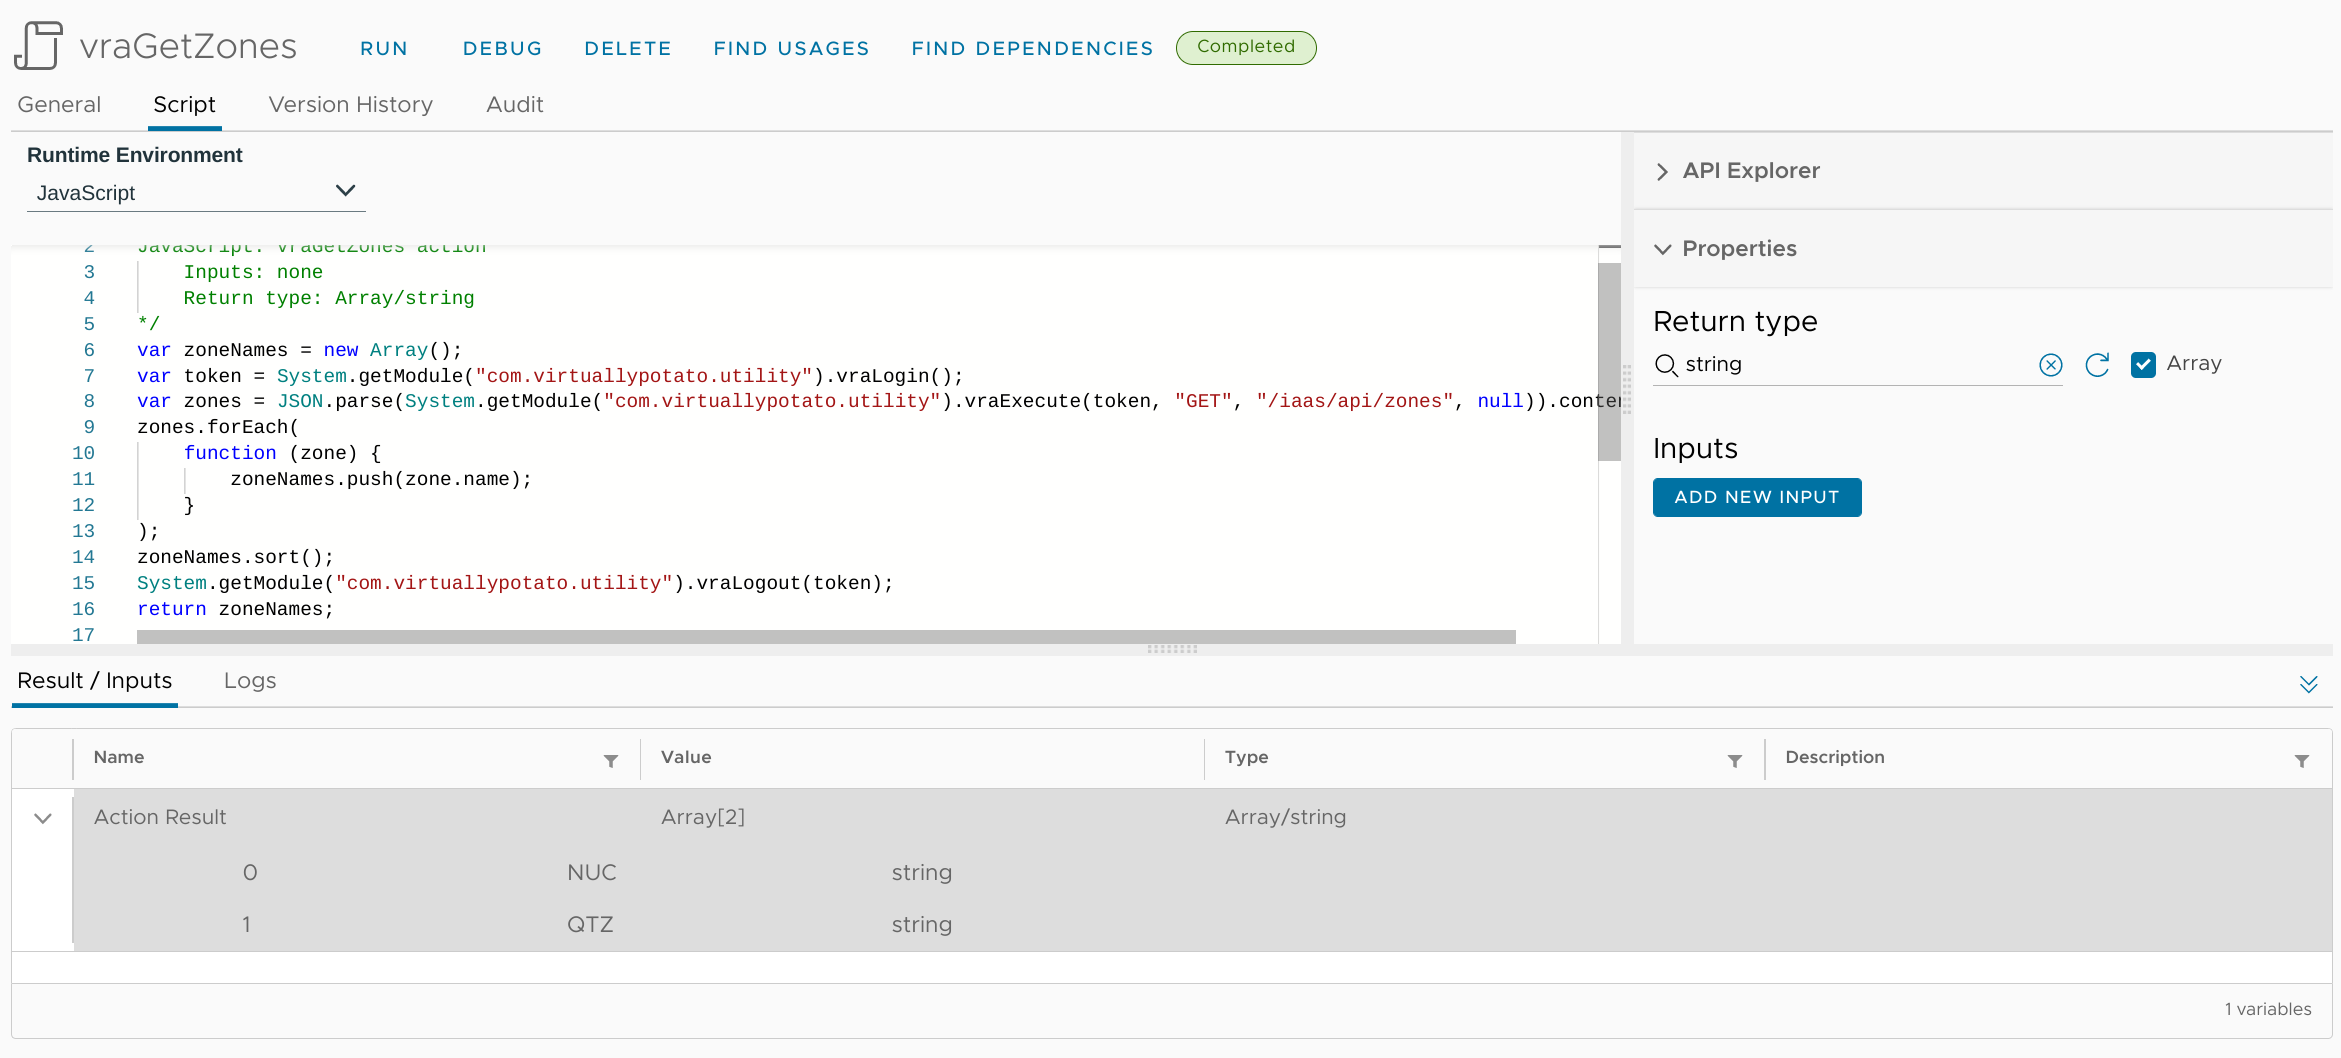 vraGetZones RUN DEBUG DELETE FIND USAGES FIND DEPENDENCIES Completed
General Script Version History Audit
Runtime Environment
JavaScript
2 JavaScript: vraGetZones action
3 Inputs: none
4 Return type: Array/string
5 */
6 var zoneNames = new Array();
7 var token = System.getModule("com.virtuallypotato.utility").vraLogin();
8 var zones = JSON.parse(System.getModule("com.virtuallypotato.utility").vraExecute(token, "GET", "/iaas/api/zones", null)).conten
9 zones.forEach(
10 function (zone) {
11 zoneNames.push(zone.name);
12 }
13 );
14 zoneNames.sort();
15 System.getModule("com.virtuallypotato.utility").vraLogout(token);
16 return zoneNames;
17
API Explorer
Properties
Return type
string Array
Inputs
ADD NEW INPUT
Result / Inputs Logs
Name Value Type Description
Action Result Array[2] Array/string
0 NUC string
1 QTZ string
1 variables